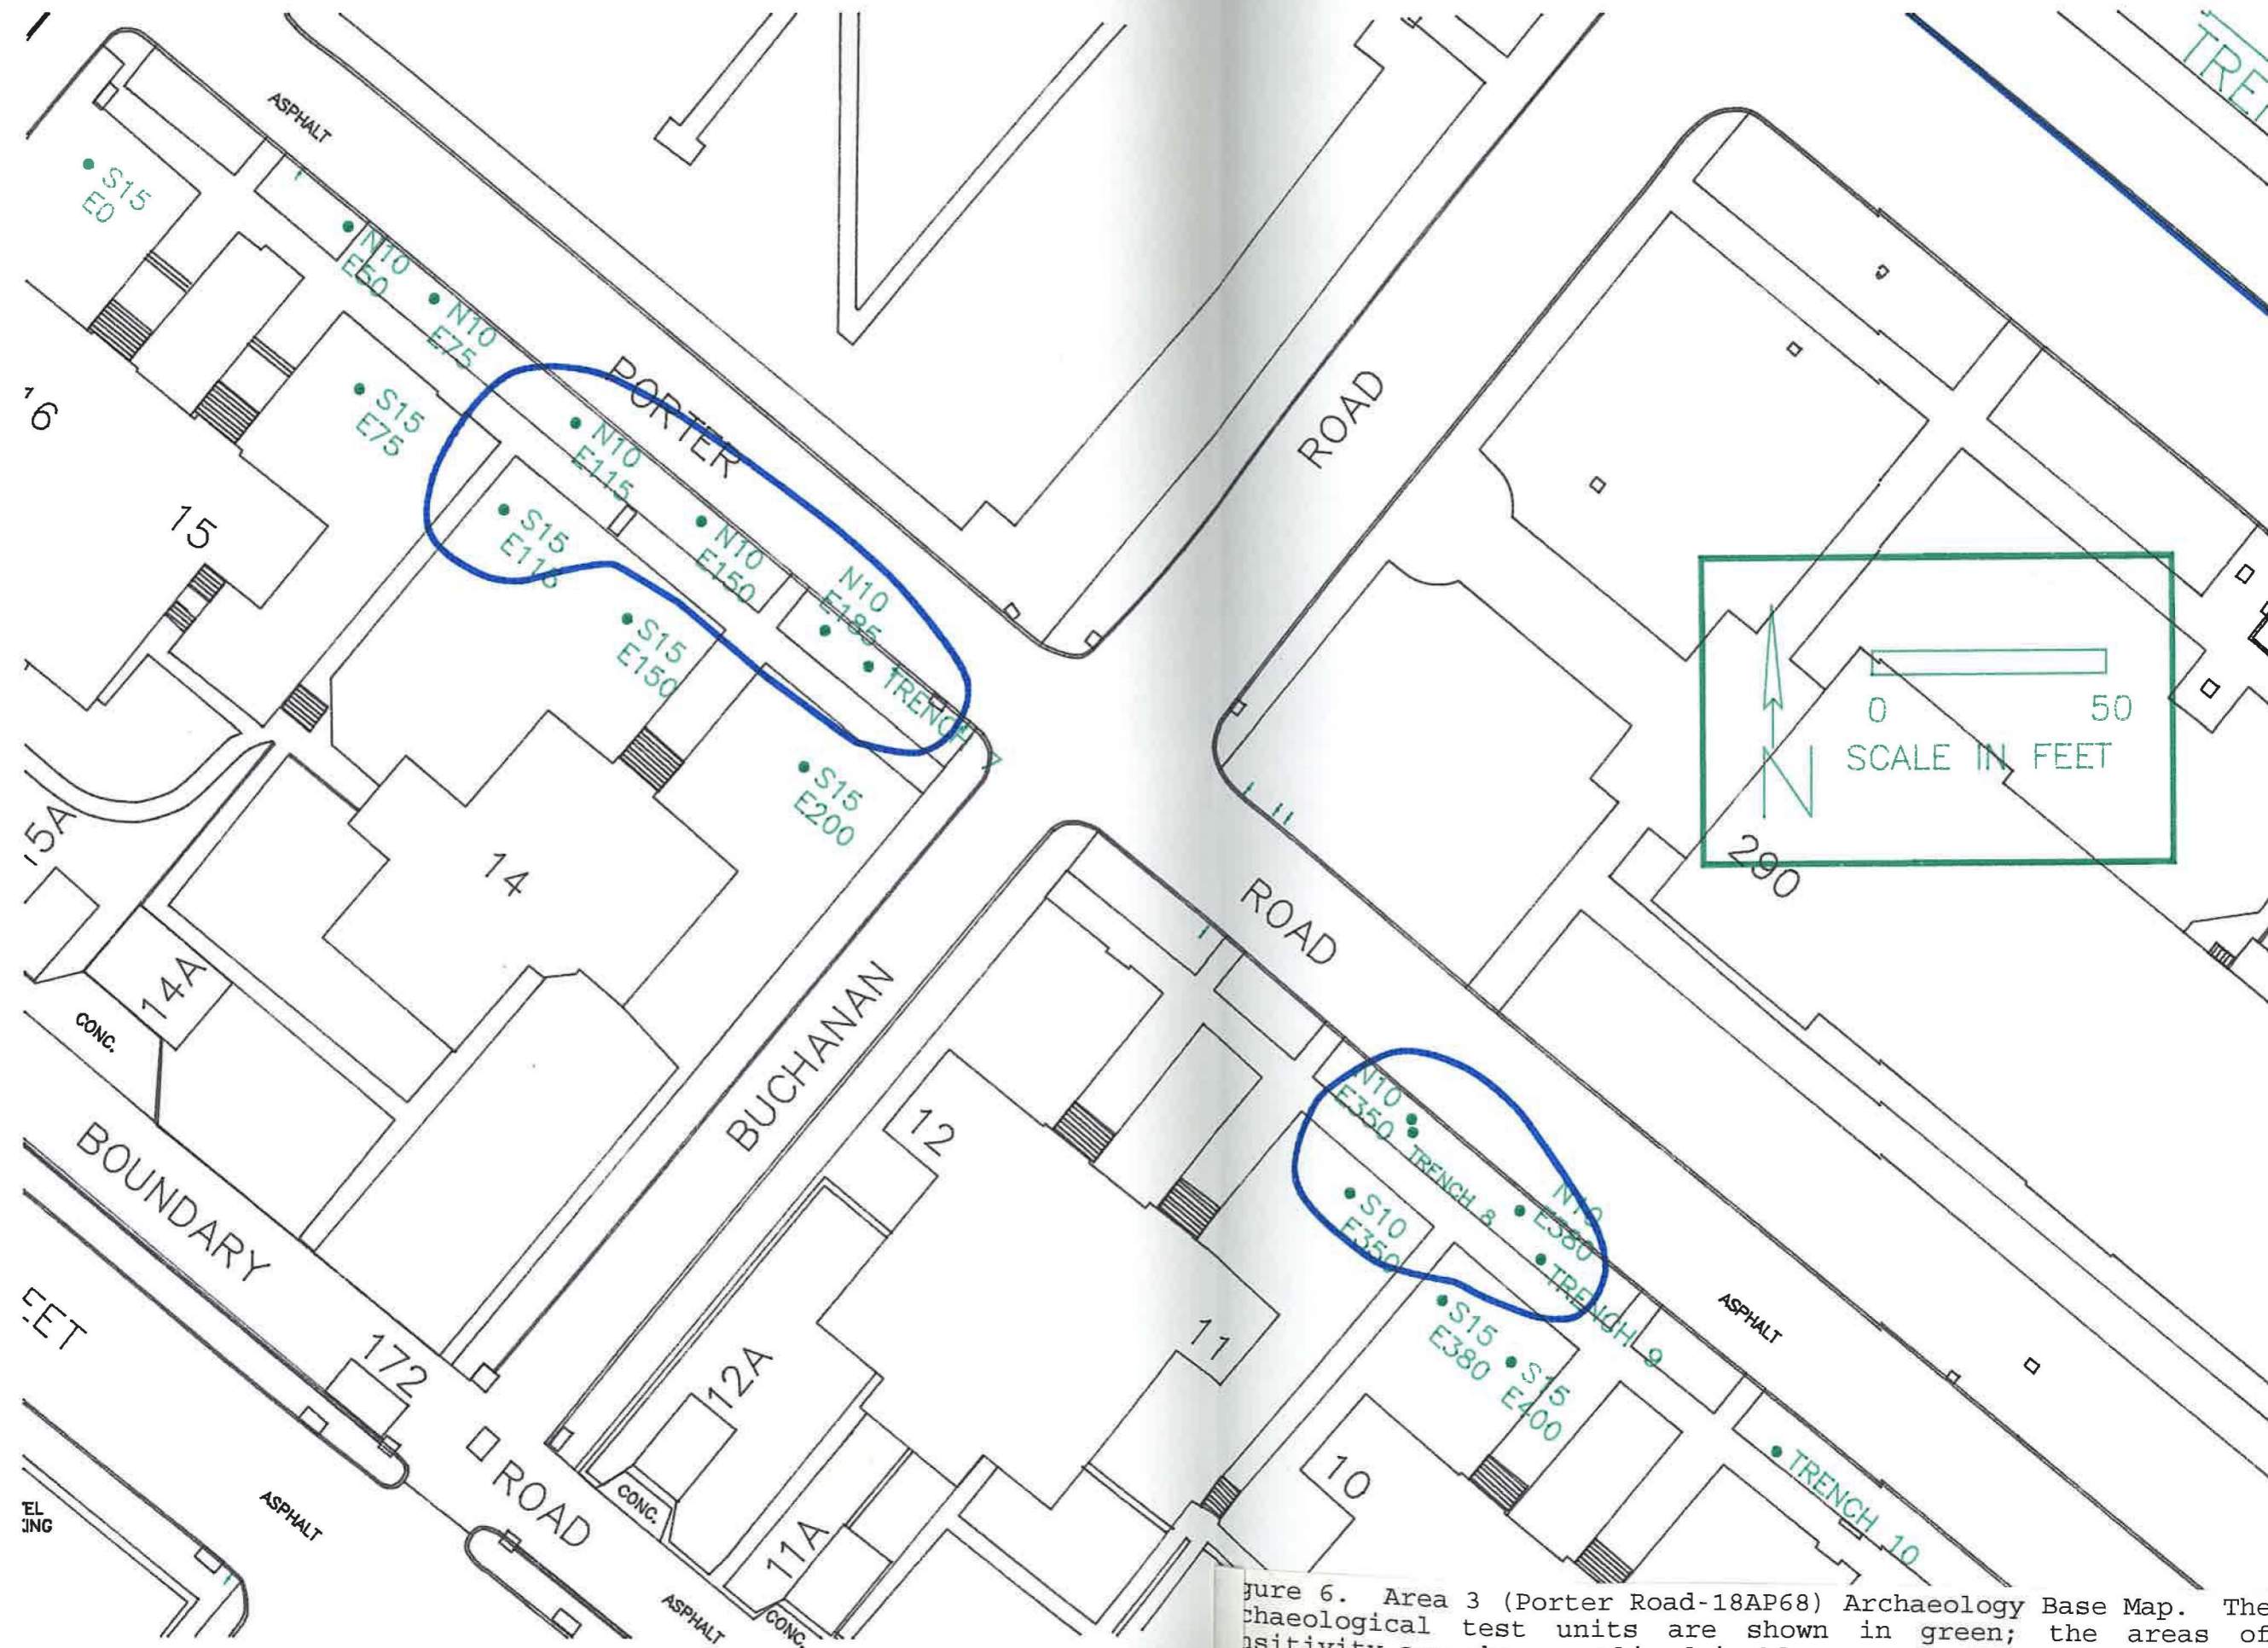 ASPHALT
S15
E0
N10
E50
N10
E75
PORTER
S15
E75
N10
E115
S15
E115
N10
E150
N10
E185
S15
E150
TRENCH 7
S15
E200
ROAD
15
14
14A
CONC.
BOUNDARY
BUCHANAN
12
ROAD
290
0 50
N
SCALE IN FEET
N10
E350
TRENCH 8
S10
E350
N10
E380
TRENCH 9
S15
E380
S15
E400
ASPHALT
TRENCH 10
11
10
172
12A
ROAD
CONC.
11A
ASPHALT
ASPHALT
CONC.
6. Area 3 (Porter Road-18AP68) Archaeology Base Map. The
test units are shown in green; the areas of